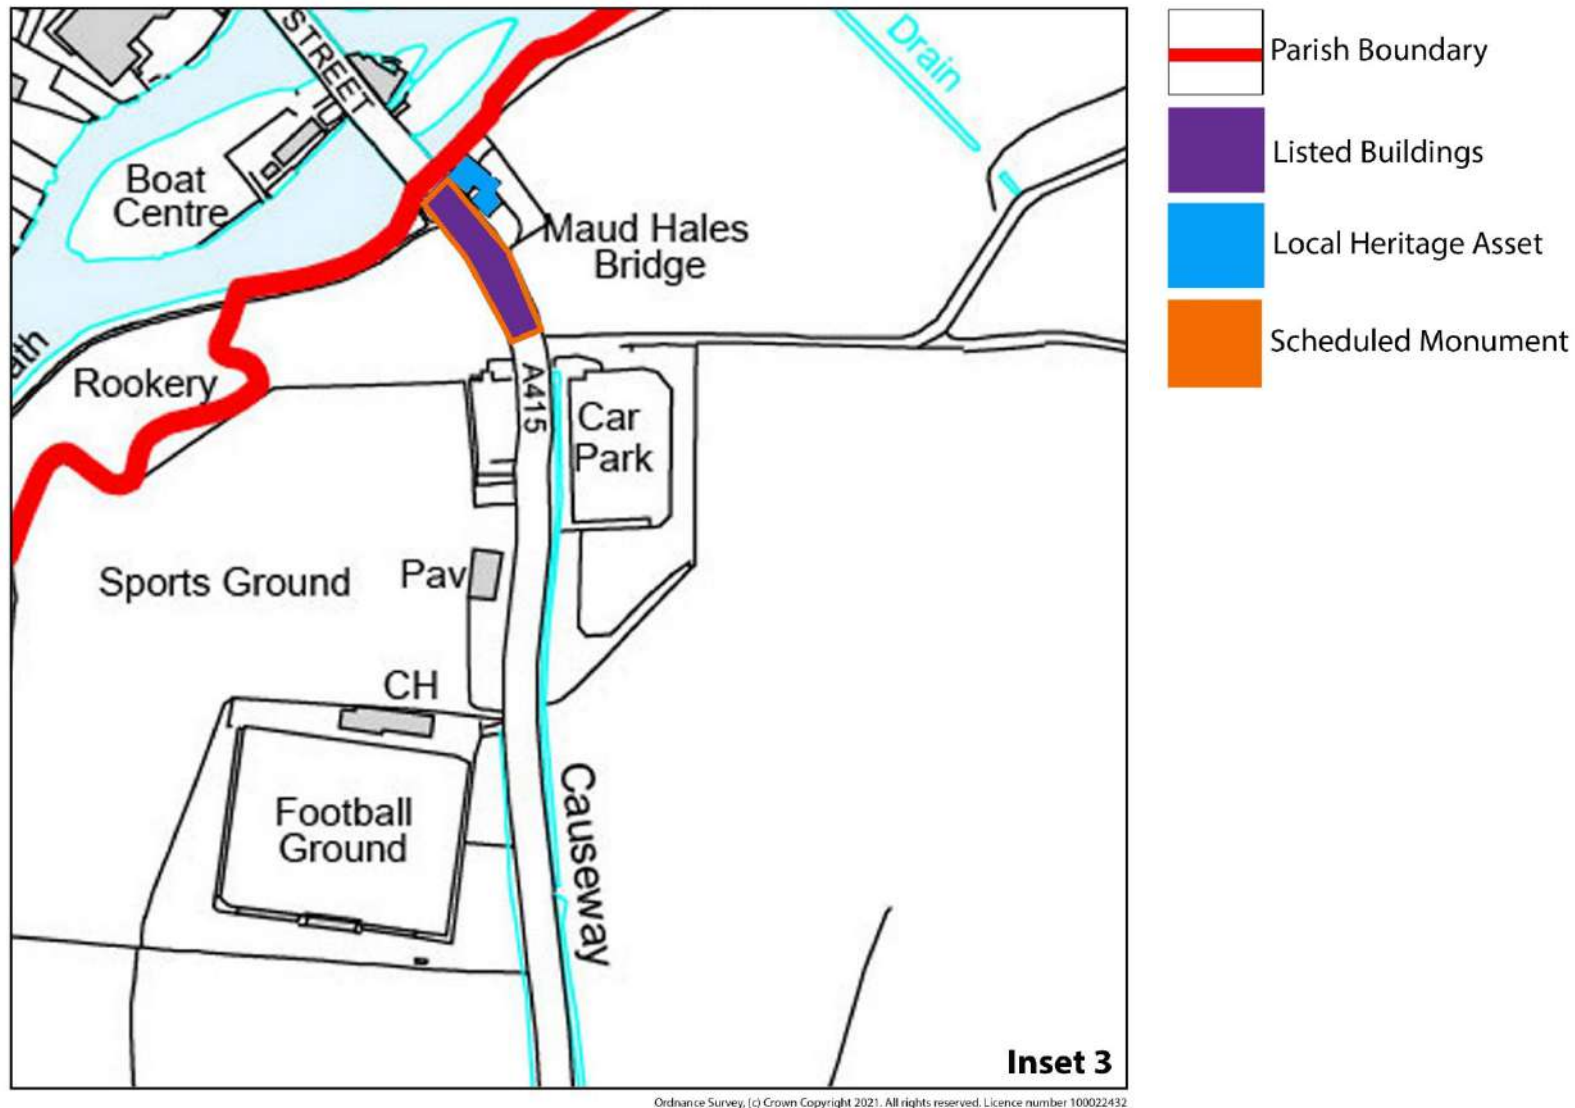 STREET
Drain
Boat
Centre
Maud Hales
Bridge
ath
Rookery
A415
Car
Park
Sports Ground
Pav
CH
Football
Ground
Causeway
Inset 3
Parish Boundary
Listed Buildings
Local Heritage Asset
Scheduled Monument
Ordnance Survey, (c) Crown Copyright 2021. All rights reserved. Licence number 100022432